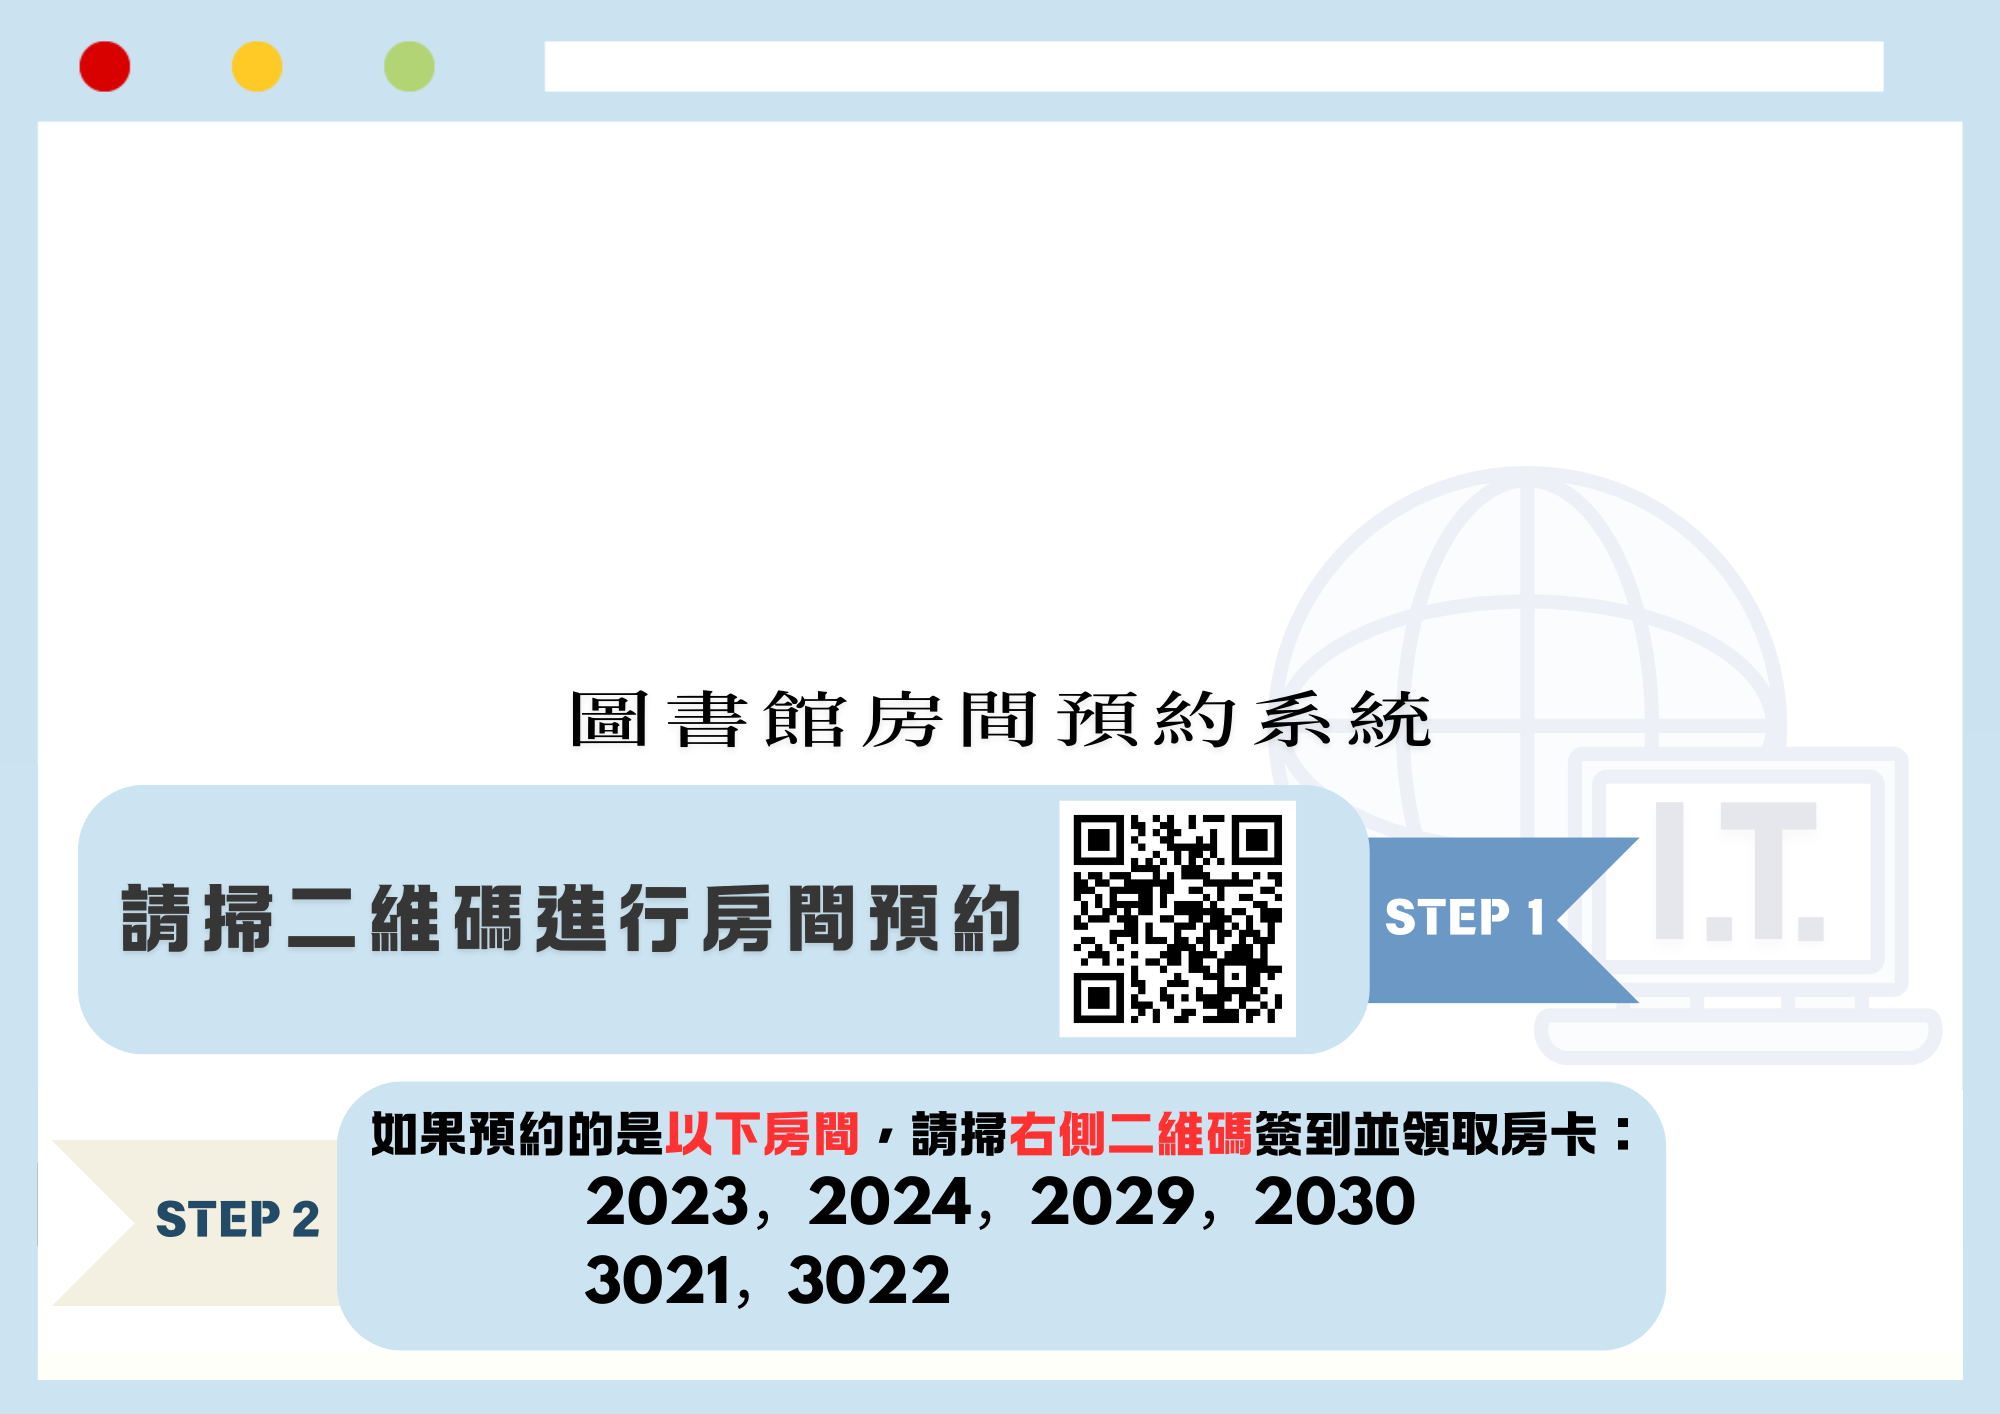 圖書館房間預約系統
I.T.
請掃二維碼進行房間預約
STEP 1
STEP 2
如果預約的是以下房間，請掃右側二維碼簽到並領取房卡：
2023, 2024, 2029, 2030
3021, 3022